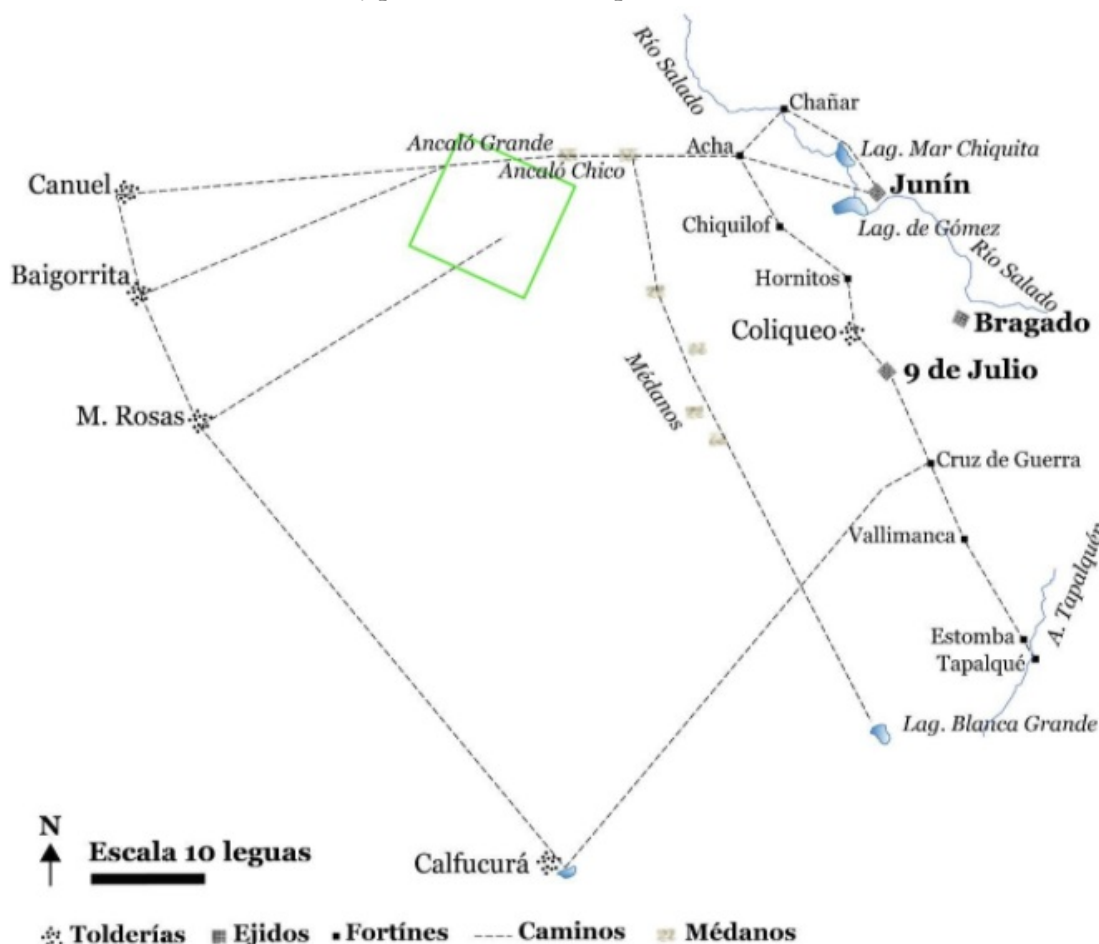 Río Salado
Chañar
Ancaló Grande
Acha
Lag. Mar Chiquita
Ancaló Chico
Canuel
Junín
Chiquilof
Lag. de Gómez
Río Salado
Baigorrita
Hornitos
Coliqueo
Bragado
9 de Julio
Médanos
M. Rosas
Cruz de Guerra
Vallimanca
A. Tapalquén
Estomba
Tapalqué
Lag. Blanca Grande
N
Escala 10 leguas
Calfucurá
Tolderías Ejidos Fortínes Caminos Médanos